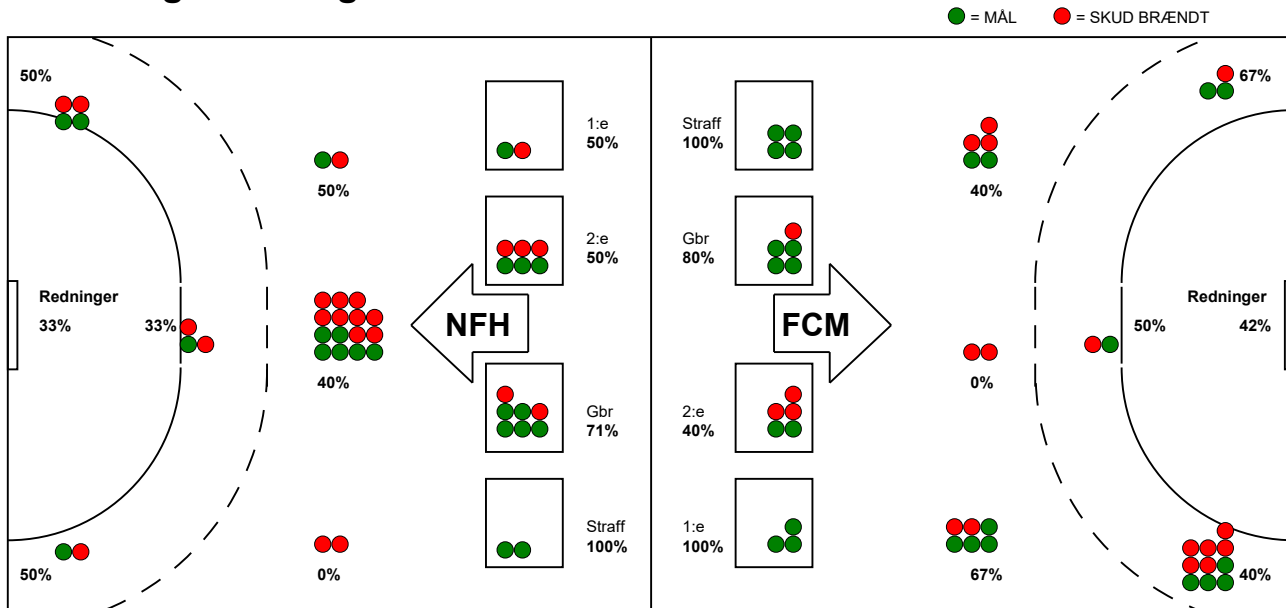 = MÅL
= SKUD BRÆNDT
50%
1:e
50%
50%
2:e
50%
Redninger
33%
33%
NFH
40%
Gbr
71%
Straff
100%
50%
0%
Straff
100%
40%
67%
Gbr
80%
FCM
Redninger
50%
42%
0%
2:e
40%
1:e
100%
67%
40%